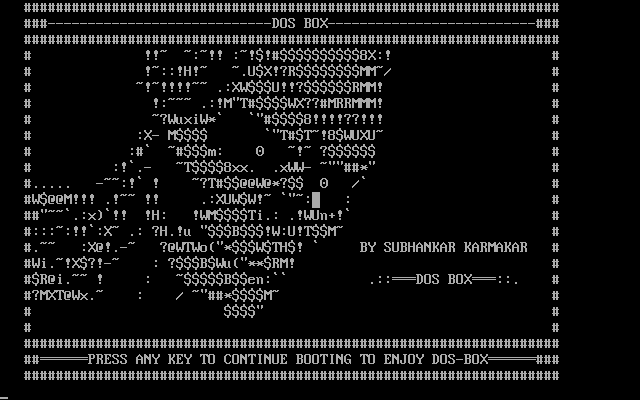 DOS BOX
BY SUBHANKAR KARMAKAR
.::═══DOS BOX═══::.
PRESS ANY KEY TO CONTINUE BOOTING TO ENJOY DOS-BOX